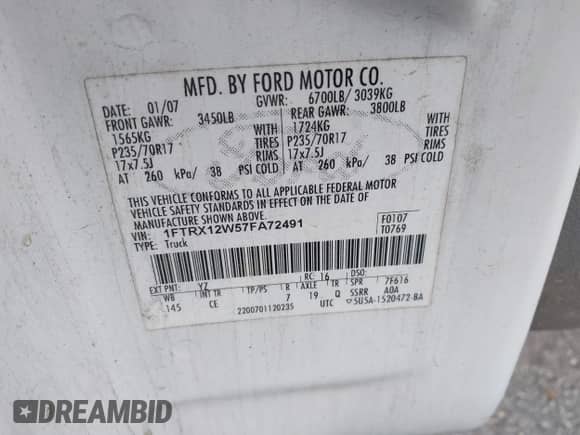 MFD. BY FORD MOTOR CO.
DATE: 01/07 GVWR: 6700LB/ 3039KG
FRONT GAWR: 3450LB REAR GAWR: 3800LB
1565KG WITH 1724KG WITH
P235/70R17 TIRES P235/70R17 TIRES
17x7.5J RIMS 17x7.5J RIMS
AT 260 kPa/ 38 PSI COLD AT 260 kPa/ 38 PSI COLD
THIS VEHICLE CONFORMS TO ALL APPLICABLE FEDERAL MOTOR
VEHICLE SAFETY STANDARDS IN EFFECT ON THE DATE OF
MANUFACTURE SHOWN ABOVE.
VIN: 1FTRX12W57FA72491 F0107
TYPE: Truck T0769
EXT PNT: YZ RC: 16 DSO:
WB INT TR TP/PS R AXLE TR SPR 7F616
145 CE 7 19 Q SSRR A0A
2200701120235 UTC 5U5A-1520472-BA
DREAMBID